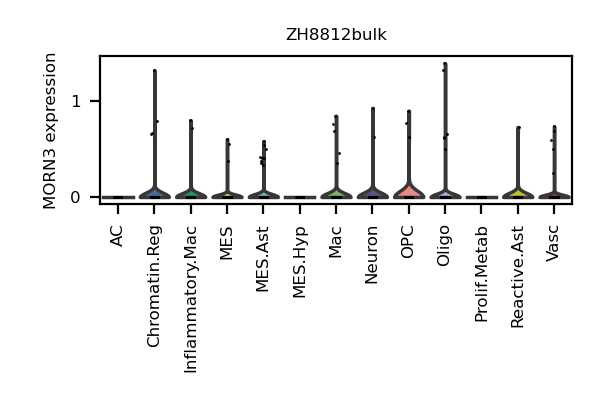 ZH8812bulk
MORN3 expression
1
0
AC
Chromatin.Reg
Inflammatory.Mac
MES
MES.Ast
MES.Hyp
Mac
Neuron
OPC
Oligo
Prolif.Metab
Reactive.Ast
Vasc